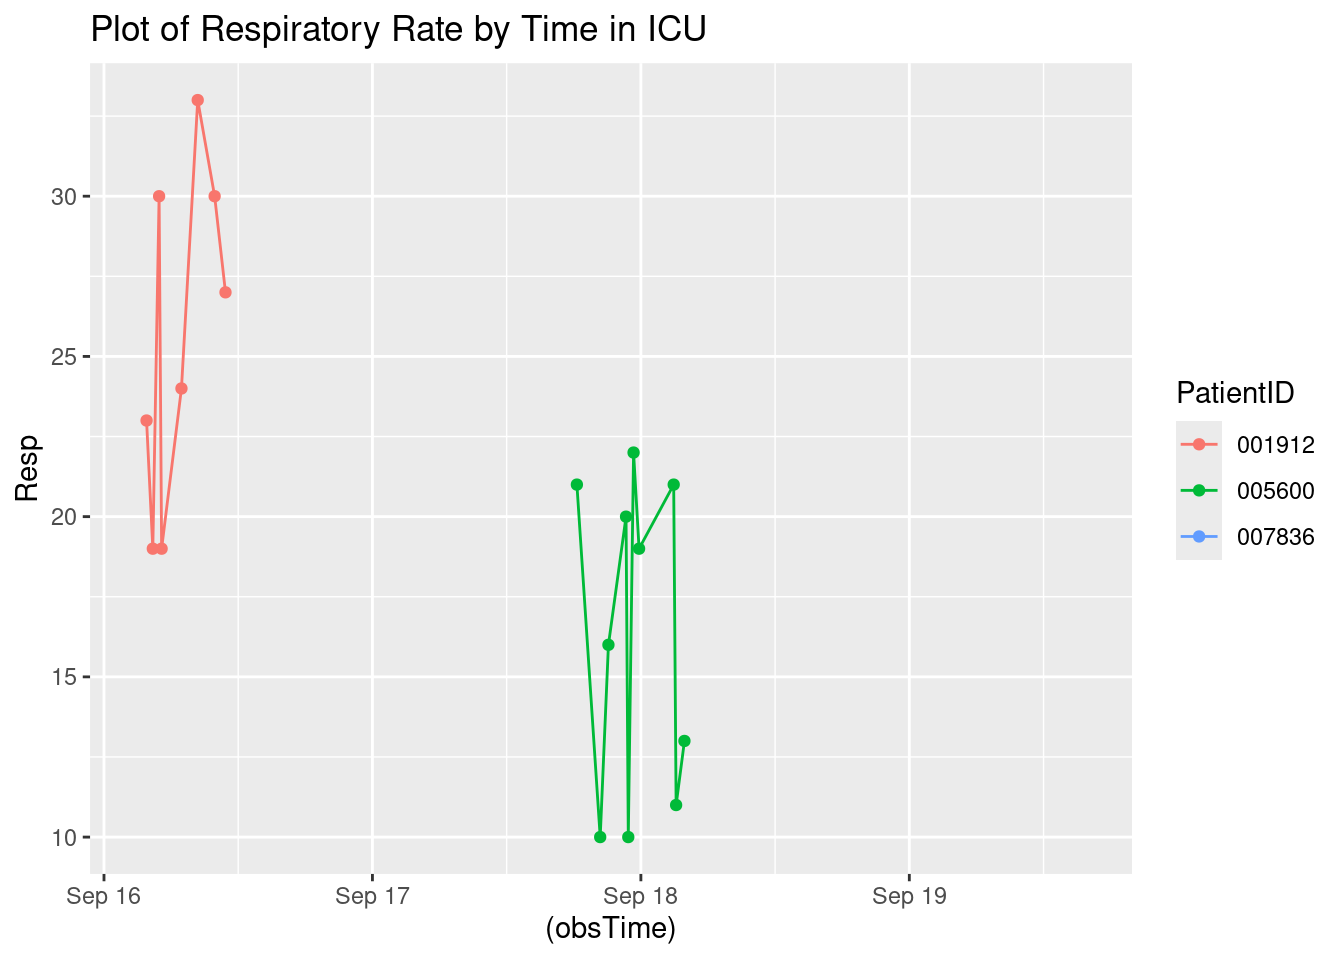 Plot of Respiratory Rate by Time in ICU
Resp
30
25
20
15
10
Sep 16
Sep 17
Sep 18
Sep 19
(obsTime)
PatientID
001912
005600
007836